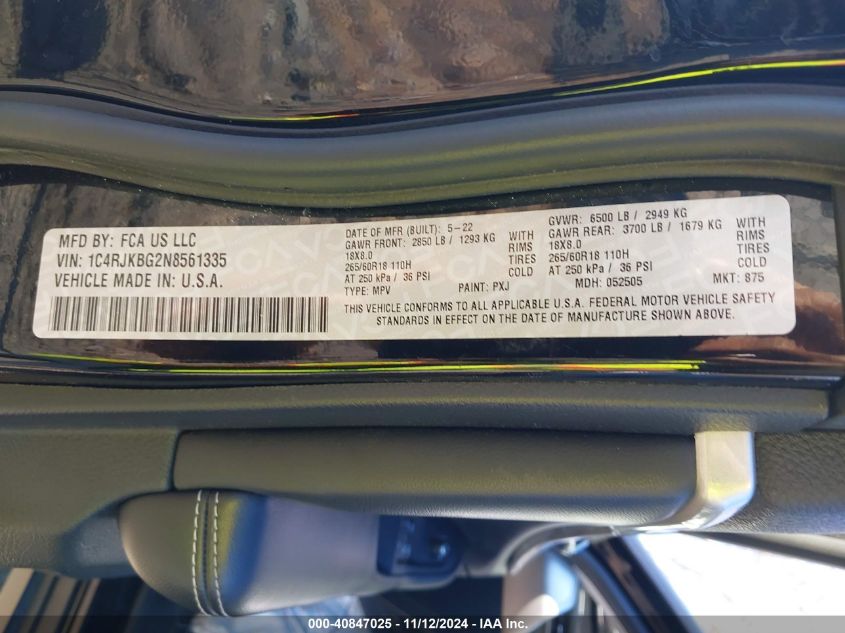 MFD BY: FCA US LLC
VIN: 1C4RJKBG2N8561335
VEHICLE MADE IN: U.S.A.
DATE OF MFR (BUILT): 5-22
GAWR FRONT: 2850 LB / 1293 KG WITH
18X8.0 RIMS
265/60R18 110H TIRES
AT 250 kPa / 36 PSI COLD
TYPE: MPV PAINT: PXJ
GVWR: 6500 LB / 2949 KG
GAWR REAR: 3700 LB / 1679 KG WITH
18X8.0 RIMS
265/60R18 110H TIRES
AT 250 kPa / 36 PSI COLD
MDH: 052505 MKT: 875
THIS VEHICLE CONFORMS TO ALL APPLICABLE U.S.A. FEDERAL MOTOR VEHICLE SAFETY
STANDARDS IN EFFECT ON THE DATE OF MANUFACTURE SHOWN ABOVE.
000-40847025 - 11/12/2024 - IAA Inc.